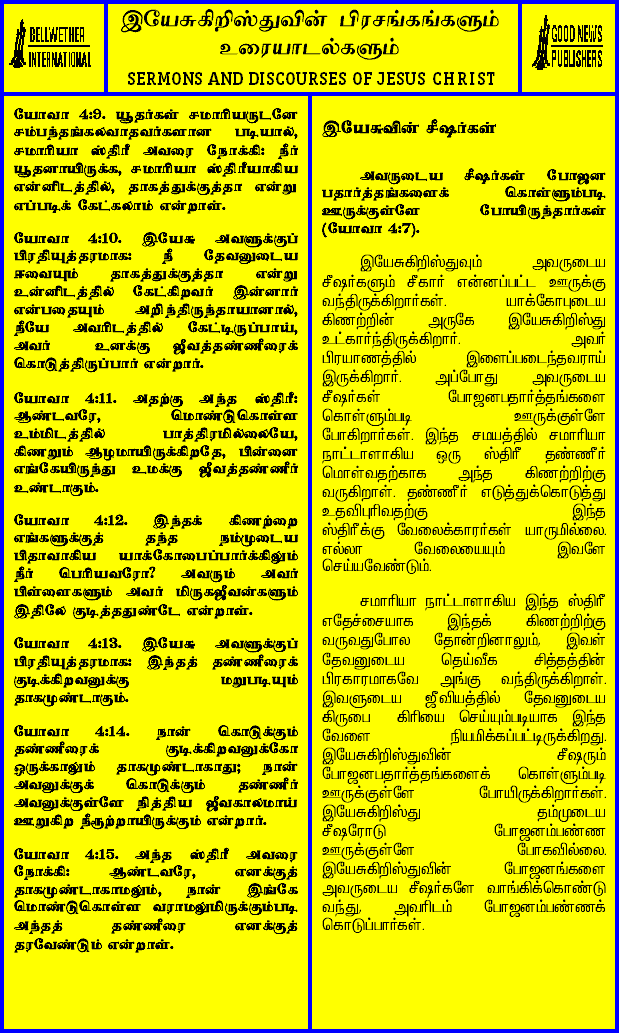 BELLWETHER
INTERNATIONAL
இயேசுகிறிஸ்துவின் பிரசங்கங்களும்
உரையாடல்களும்
SERMONS AND DISCOURSES OF JESUS CHRIST
GOOD NEWS
PUBLISHERS
யோவா 4:9. யூதர்கள் சமாரியருடனே
சம்பந்தங்கலவாதவர்களான படியால்,
சமாரியா ஸ்திரீ அவரை நோக்கி: நீர்
யூதனாயிருக்க, சமாரியா ஸ்திரீயாகிய
என்னிடத்தில், தாகத்துக்குத்தா என்று
எப்படிக் கேட்கலாம் என்றாள்.
யோவா 4:10. இயேசு அவளுக்குப்
பிரதியுத்தரமாக: நீ தேவனுடைய
ஈவையும் தாகத்துக்குத்தா என்று
உன்னிடத்தில் கேட்கிறவர் இன்னார்
என்பதையும் அறிந்திருந்தாயானால்,
நீயே அவரிடத்தில் கேட்டிருப்பாய்,
அவர் உனக்கு ஜீவத்தண்ணீரைக்
கொடுத்திருப்பார் என்றார்.
யோவா 4:11. அதற்கு அந்த ஸ்திரீ:
ஆண்டவரே, மொண்டுகொள்ள
உம்மிடத்தில் பாத்திரமில்லையே,
கிணறும் ஆழமாயிருக்கிறதே, பின்னை
எங்கேயிருந்து உமக்கு ஜீவத்தண்ணீர்
உண்டாகும்.
யோவா 4:12. இந்தக் கிணற்றை
எங்களுக்குத் தந்த நம்முடைய
பிதாவாகிய யாக்கோபைப்பார்க்கிலும்
நீர் பெரியவரோ? அவரும் அவர்
பிள்ளைகளும் அவர் மிருகஜீவன்களும்
இதிலே குடித்ததுண்டே என்றாள்.
யோவா 4:13. இயேசு அவளுக்குப்
பிரதியுத்தரமாக: இந்தத் தண்ணீரைக்
குடிக்கிறவனுக்கு மறுபடியும்
தாகமுண்டாகும்.
யோவா 4:14. நான் கொடுக்கும்
தண்ணீரைக் குடிக்கிறவனுக்கோ
ஒருக்காலும் தாகமுண்டாகாது; நான்
அவனுக்குக் கொடுக்கும் தண்ணீர்
அவனுக்குள்ளே நித்திய ஜீவகாலமாய்
ஊறுகிற நீரூற்றாயிருக்கும் என்றார்.
யோவா 4:15. அந்த ஸ்திரீ அவரை
நோக்கி: ஆண்டவரே, எனக்குத்
தாகமுண்டாகாமலும், நான் இங்கே
மொண்டுகொள்ள வராமலுமிருக்கும்படி
அந்தத் தண்ணீரை எனக்குத்
தரவேண்டும் என்றாள்.
இயேசுவின் சீஷர்கள்
அவருடைய சீஷர்கள் போஜன
பதார்த்தங்களைக் கொள்ளும்படி
ஊருக்குள்ளே போயிருந்தார்கள்
(யோவா 4:7).
இயேசுகிறிஸ்துவும் அவருடைய
சீஷர்களும் சீகார் என்னப்பட்ட ஊருக்கு
வந்திருக்கிறார்கள். யாக்கோபுடைய
கிணற்றின் அருகே இயேசுகிறிஸ்து
உட்கார்ந்திருக்கிறார். அவர்
பிரயாணத்தில் இளைப்படைந்தவராய்
இருக்கிறார். அப்போது அவருடைய
சீஷர்கள் போஜனபதார்த்தங்களை
கொள்ளும்படி ஊருக்குள்ளே
போகிறார்கள். இந்த சமயத்தில் சமாரியா
நாட்டாளாகிய ஒரு ஸ்திரீ தண்ணீர்
மொள்வதற்காக அந்த கிணற்றிற்கு
வருகிறாள். தண்ணீர் எடுத்துக்கொடுத்து
உதவிபுரிவதற்கு இந்த
ஸ்திரீக்கு வேலைக்காரர்கள் யாருமில்லை.
எல்லா வேலையையும் இவளே
செய்யவேண்டும்.
சமாரியா நாட்டாளாகிய இந்த ஸ்திரீ
எதேச்சையாக இந்தக் கிணற்றிற்கு
வருவதுபோல தோன்றினாலும், இவள்
தேவனுடைய தெய்வீக சித்தத்தின்
பிரகாரமாகவே அங்கு வந்திருக்கிறாள்.
இவளுடைய ஜீவியத்தில் தேவனுடைய
கிருபை கிரியை செய்யும்படியாக இந்த
வேளை நியமிக்கப்பட்டிருக்கிறது.
இயேசுகிறிஸ்துவின் சீஷரும்
போஜனபதார்த்தங்களைக் கொள்ளும்படி
ஊருக்குள்ளே போயிருக்கிறார்கள்.
இயேசுகிறிஸ்து தம்முடைய
சீஷரோடு போஜனம்பண்ண
ஊருக்குள்ளே போகவில்லை.
இயேசுகிறிஸ்துவின் போஜனங்களை
அவருடைய சீஷர்களே வாங்கிக்கொண்டு
வந்து, அவரிடம் போஜனம்பண்ணக்
கொடுப்பார்கள்.